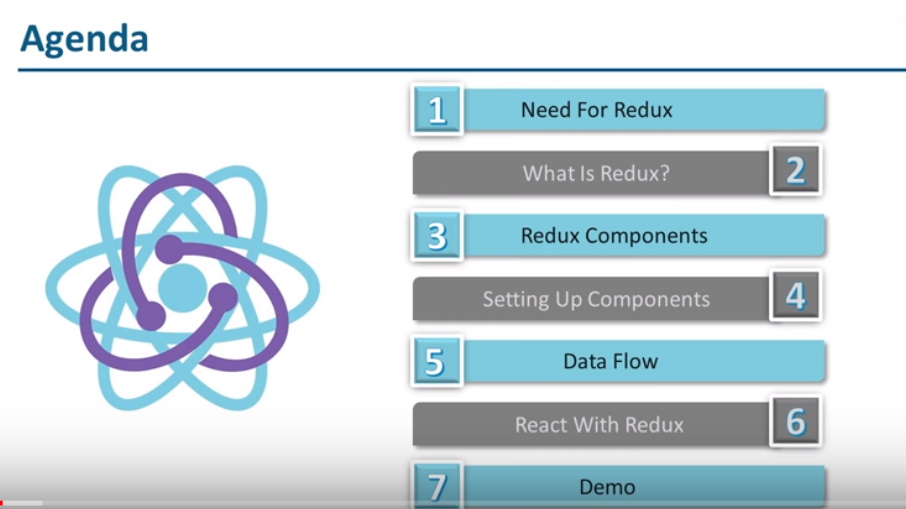 Agenda
1 Need For Redux
What Is Redux? 2
3 Redux Components
Setting Up Components 4
5 Data Flow
React With Redux 6
7 Demo